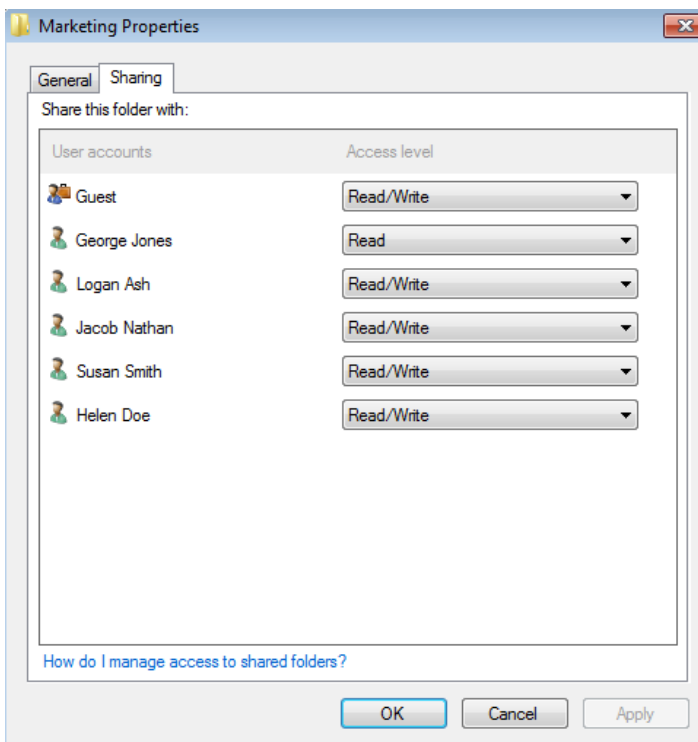 Marketing Properties
General Sharing
Share this folder with:
User accounts Access level
Guest Read/Write
George Jones Read
Logan Ash Read/Write
Jacob Nathan Read/Write
Susan Smith Read/Write
Helen Doe Read/Write
How do I manage access to shared folders?
OK Cancel Apply